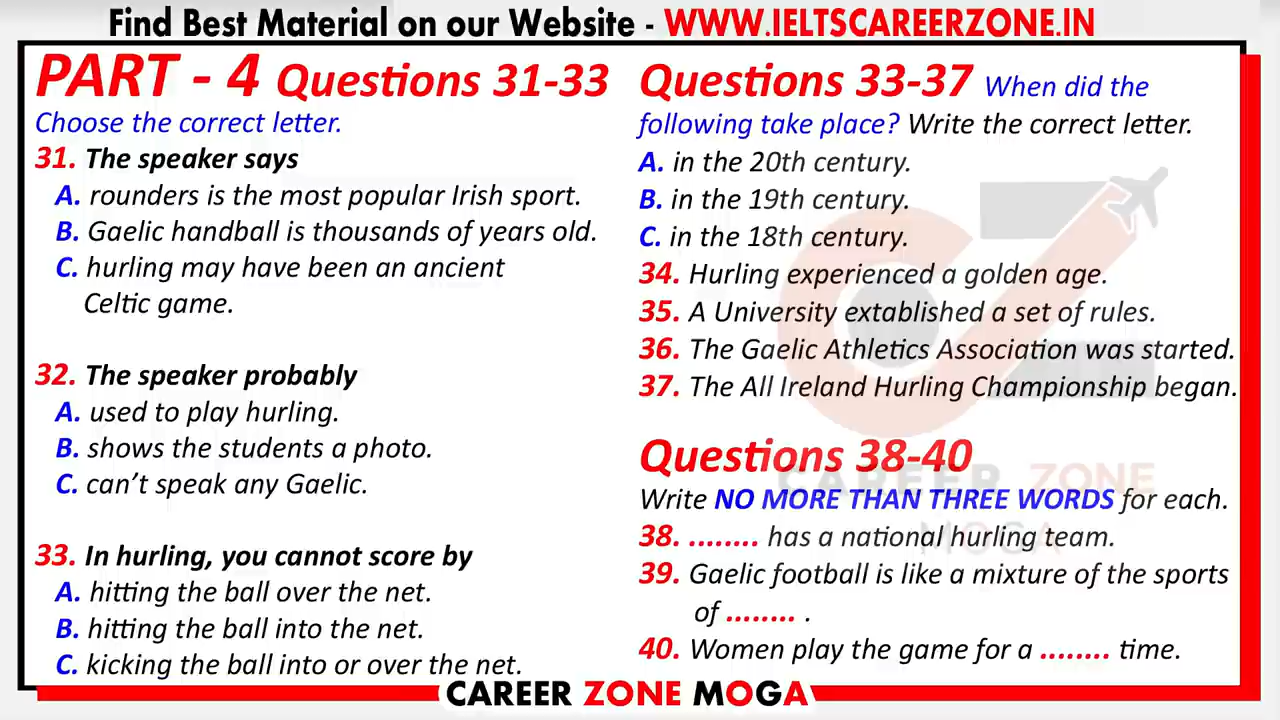 Find Best Material on our Website - WWW.IELTSCAREERZONE.IN
PART - 4 Questions 31-33
Choose the correct letter.
31. The speaker says
A. rounders is the most popular Irish sport.
B. Gaelic handball is thousands of years old.
C. hurling may have been an ancient
Celtic game.
32. The speaker probably
A. used to play hurling.
B. shows the students a photo.
C. can't speak any Gaelic.
33. In hurling, you cannot score by
A. hitting the ball over the net.
B. hitting the ball into the net.
C. kicking the ball into or over the net.
Questions 33-37 When did the
following take place? Write the correct letter.
A. in the 20th century.
B. in the 19th century.
C. in the 18th century.
34. Hurling experienced a golden age.
35. A University extablished a set of rules.
36. The Gaelic Athletics Association was started.
37. The All Ireland Hurling Championship began.
Questions 38-40
Write NO MORE THAN THREE WORDS for each.
38. ........ has a national hurling team.
39. Gaelic football is like a mixture of the sports
of ........ .
40. Women play the game for a ........ time.
CAREER ZONE
MOGA
CAREER ZONE MOGA